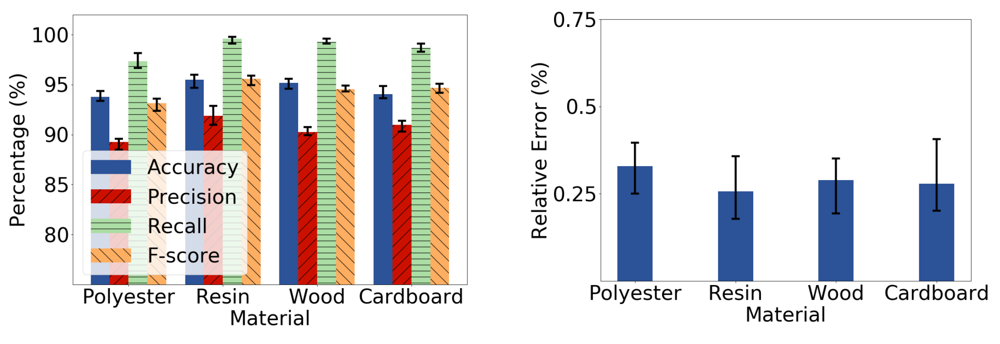 Percentage (%)
100
95
90
85
80
Accuracy
Precision
Recall
F-score
Polyester Resin Wood Cardboard
Material
Relative Error (%)
0.75
0.5
0.25
Polyester Resin Wood Cardboard
Material